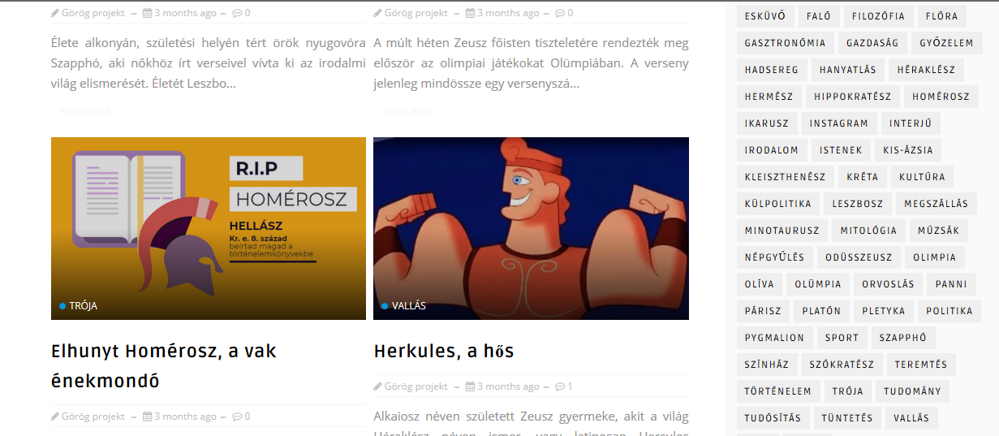 Görög projekt – 3 months ago – 0
Élete alkonyán, születési helyén tért örök nyugovóra
Szapphó, aki nőkhöz írt verseivel vívta ki az irodalmi
világ elismerését. Életét Leszbo...
Read More
Görög projekt – 3 months ago – 0
A múlt héten Zeusz főisten tiszteletére rendezték meg
először az olimpiai játékokat Olümpiában. A verseny
jelenleg mindössze egy versenyszá...
Read More
R.I.P
HOMÉROSZ
HELLÁSZ
Kr. e. 8. század
beírtad magad a
történelemkönyvekbe
TRÓJA
Elhunyt Homérosz, a vak
énekmondó
Görög projekt – 3 months ago – 0
VALLÁS
Herkules, a hős
Görög projekt – 3 months ago – 1
Alkaiosz néven született Zeusz gyermeke, akit a világ
Héraklész néven ismer, vagy latinosan Hercules
ESKÜVŐ FALÓ FILOZÓFIA FLÓRA
GASZTRONÓMIA GAZDASÁG GYŐZELEM
HADSEREG HANYATLÁS HÉRAKLÉSZ
HERMÉSZ HIPPOKRATÉSZ HOMÉROSZ
IKARUSZ INSTAGRAM INTERJÚ
IRODALOM ISTENEK KIS-ÁZSIA
KLEISZTHENÉSZ KRÉTA KULTÚRA
KÜLPOLITIKA LESZBOSZ MEGSZÁLLÁS
MINOTAURUSZ MITOLÓGIA MÚZSÁK
NÉPGYŰLÉS ODÜSSZEUSZ OLIMPIA
OLÍVA OLÜMPIA ORVOSLÁS PANNI
PÁRISZ PLATÓN PLETYKA POLITIKA
PYGMALION SPORT SZAPPHÓ
SZÍNHÁZ SZÓKRATÉSZ TEREMTÉS
TÖRTÉNELEM TRÓJA TUDOMÁNY
TUDÓSÍTÁS TÜNTETÉS VALLÁS